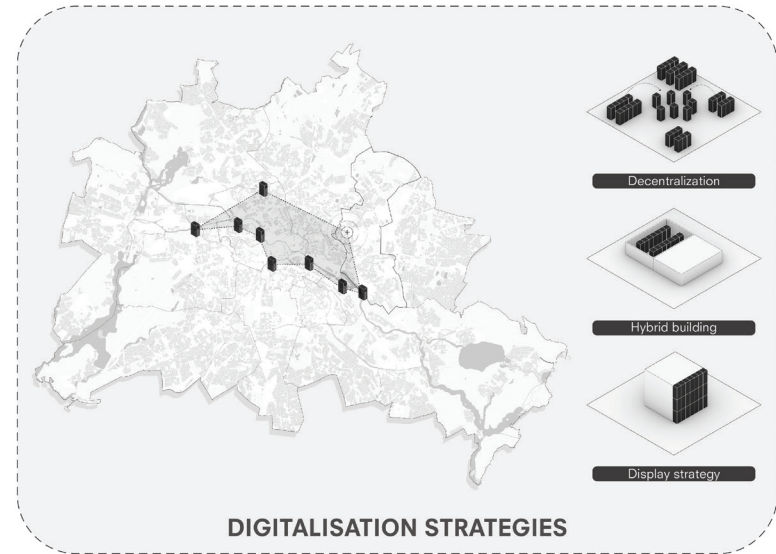 Decentralization
Hybrid building
Display strategy
DIGITALISATION STRATEGIES